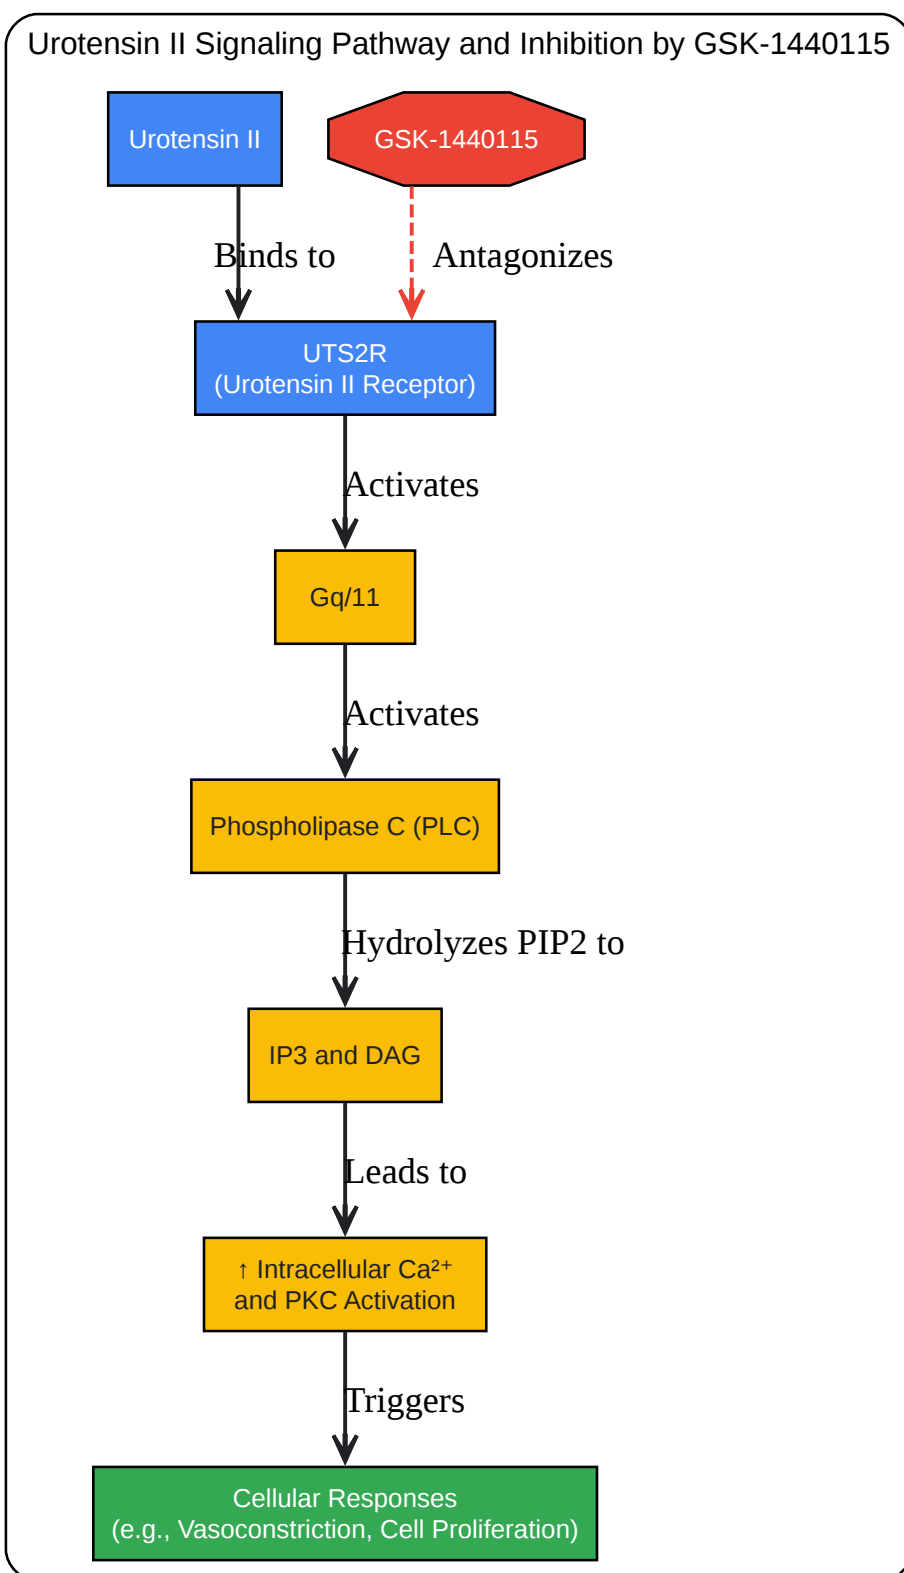 Urotensin II Signaling Pathway and Inhibition by GSK-1440115
Urotensin II
GSK-1440115
Binds to
Antagonizes
UTS2R
(Urotensin II Receptor)
Activates
Gq/11
Activates
Phospholipase C (PLC)
Hydrolyzes PIP2 to
IP3 and DAG
Leads to
↑ Intracellular Ca²⁺
and PKC Activation
Triggers
Cellular Responses
(e.g., Vasoconstriction, Cell Proliferation)